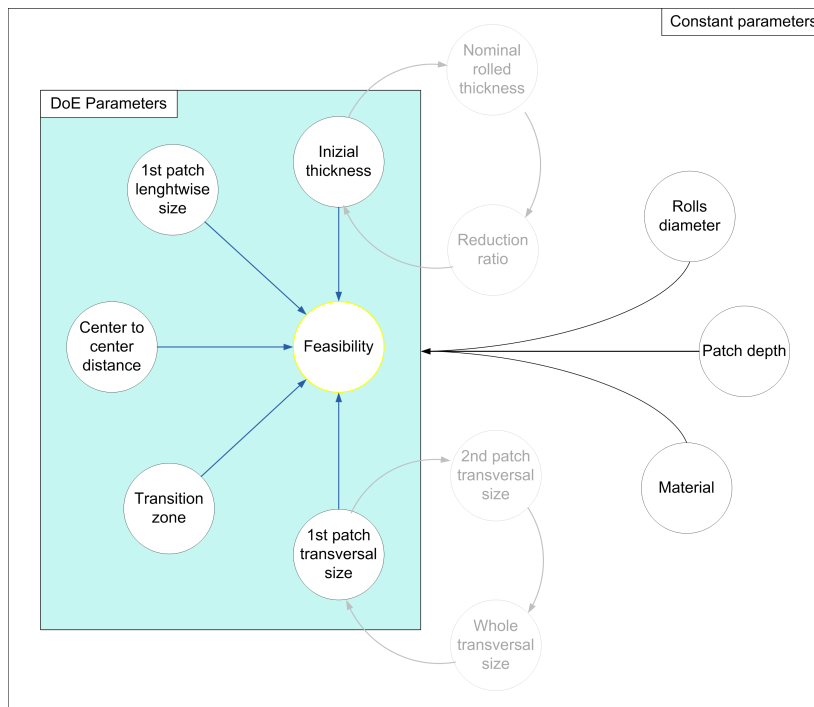 Constant parameters
Nominal
rolled
thickness
DoE Parameters
Inizial
thickness
1st patch
lenghtwise
size
Rolls
diameter
Reduction
ratio
Center to
center
distance
Feasibility
Patch depth
2nd patch
transversal
size
Material
Transition
zone
1st patch
transversal
size
Whole
transversal
size